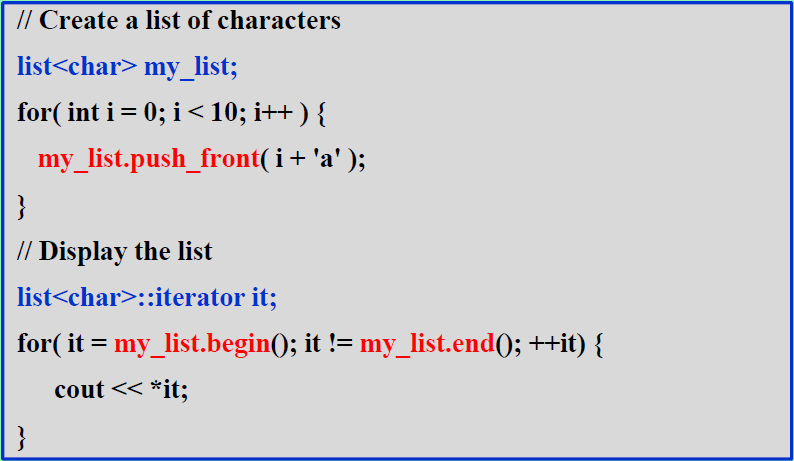 // Create a list of characters
list<char> my_list;
for( int i = 0; i < 10; i++ ) {
my_list.push_front( i + 'a' );
}
// Display the list
list<char>::iterator it;
for( it = my_list.begin(); it != my_list.end(); ++it) {
cout << *it;
}